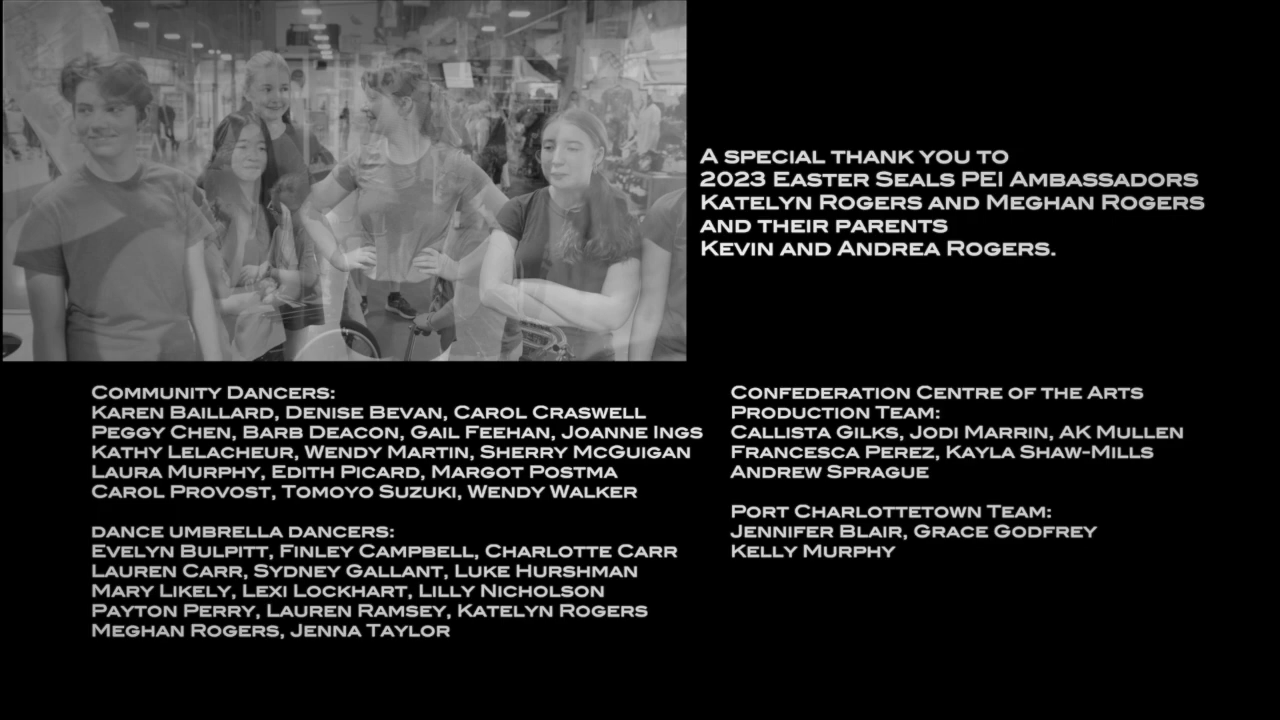 A special thank you to
2023 Easter Seals PEI Ambassadors
Katelyn Rogers and Meghan Rogers
and their parents
Kevin and Andrea Rogers.
Community Dancers:
Karen Baillard, Denise Bevan, Carol Craswell
Peggy Chen, Barb Deacon, Gail Feehan, Joanne Ings
Kathy Lelacheur, Wendy Martin, Sherry McGuigan
Laura Murphy, Edith Picard, Margot Postma
Carol Provost, Tomoyo Suzuki, Wendy Walker
dance umbrella dancers:
Evelyn Bulpitt, Finley Campbell, Charlotte Carr
Lauren Carr, Sydney Gallant, Luke Hurshman
Mary Likely, Lexi Lockhart, Lilly Nicholson
Payton Perry, Lauren Ramsey, Katelyn Rogers
Meghan Rogers, Jenna Taylor
Confederation Centre of the Arts
Production Team:
Callista Gilks, Jodi Marrin, AK Mullen
Francesca Perez, Kayla Shaw-Mills
Andrew Sprague
Port Charlottetown Team:
Jennifer Blair, Grace Godfrey
Kelly Murphy